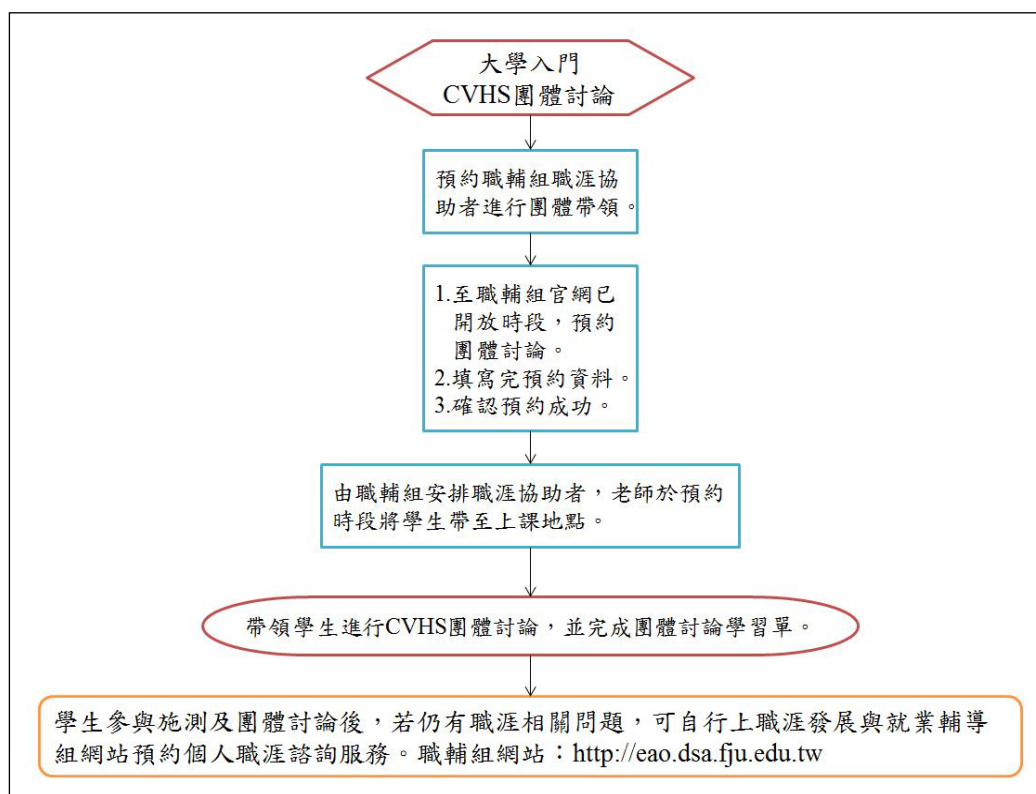 大學入門
CVHS團體討論
預約職輔組職涯協
助者進行團體帶領。
1.至職輔組官網已
開放時段，預約
團體討論。
2.填寫完預約資料。
3.確認預約成功。
由職輔組安排職涯協助者，老師於預約
時段將學生帶至上課地點。
帶領學生進行CVHS團體討論，並完成團體討論學習單。
學生參與施測及團體討論後，若仍有職涯相關問題，可自行上職涯發展與就業輔導
組網站預約個人職涯諮詢服務。職輔組網站：http://eao.dsa.fju.edu.tw